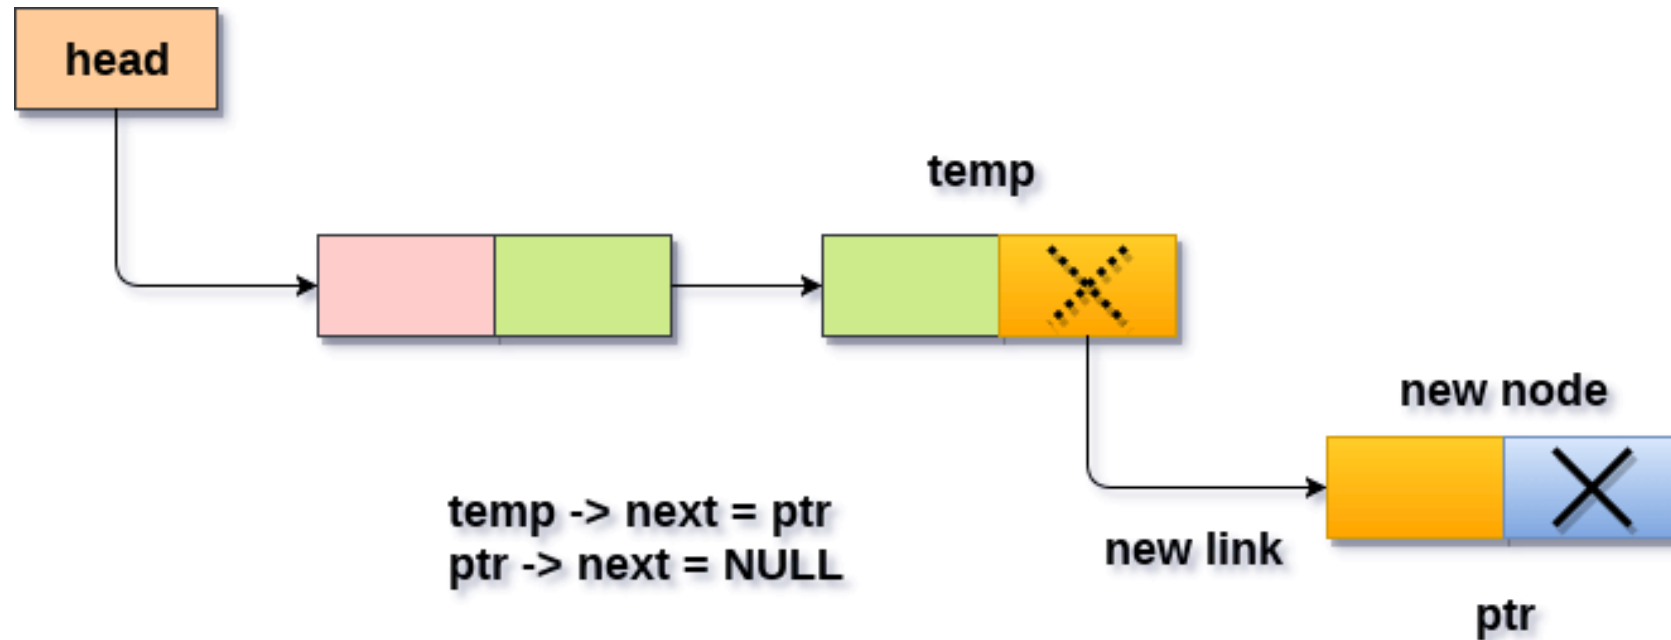 head
temp
new node
temp -> next = ptr
ptr -> next = NULL
new link
ptr